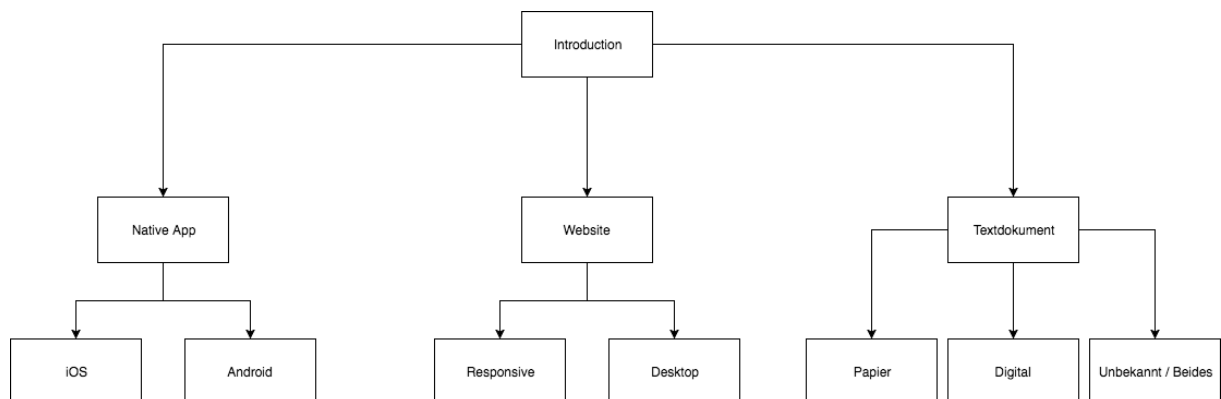 Introduction
Native App
Website
Textdokument
iOS
Android
Responsive
Desktop
Papier
Digital
Unbekannt / Beides